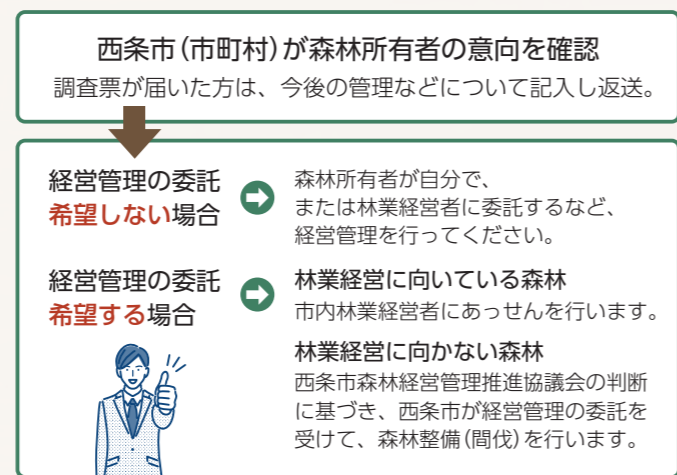 西条市(市町村)が森林所有者の意向を確認
調査票が届いた方は、今後の管理などについて記入し返送。
経営管理の委託
希望しない場合
森林所有者が自分で、
または林業経営者に委託するなど、
経営管理を行ってください。
経営管理の委託
希望する場合
林業経営に向いている森林
市内林業経営者にあっせんを行います。
林業経営に向かない森林
西条市森林経営管理推進協議会の判断
に基づき、西条市が経営管理の委託を
受けて、森林整備(間伐)を行います。